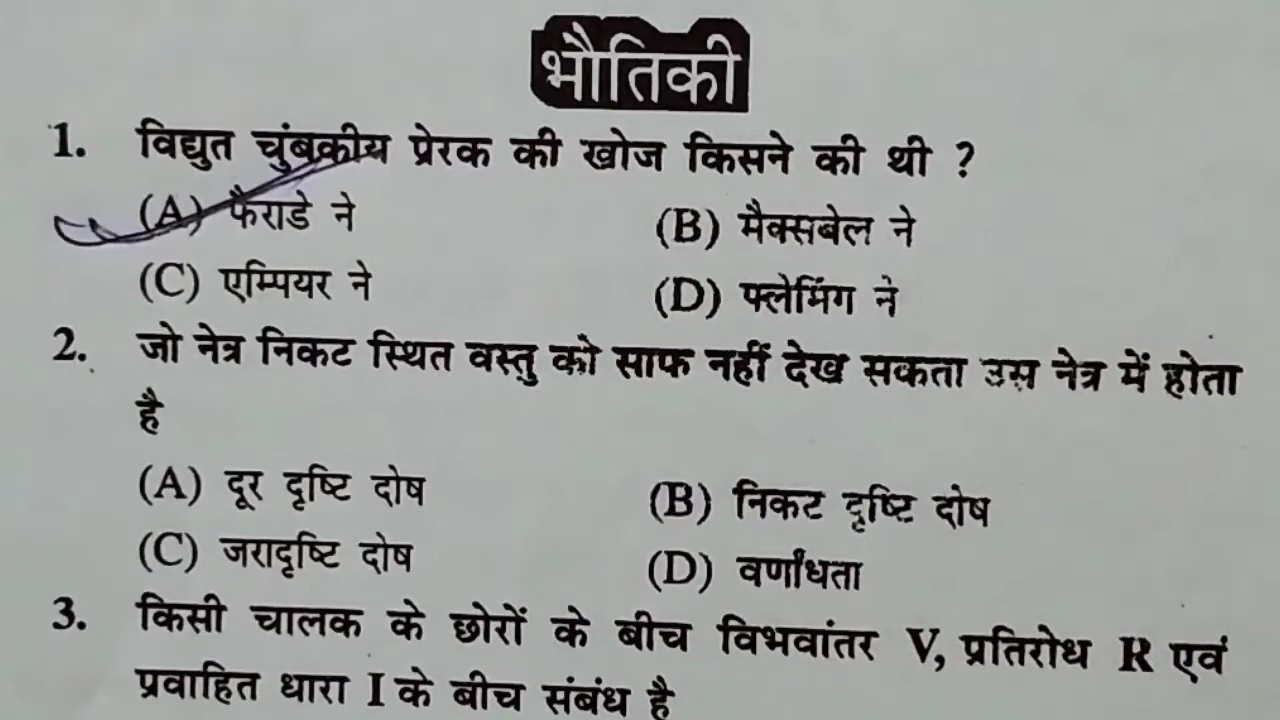 भौतिकी
1. विद्युत चुंबकीय प्रेरक की खोज किसने की थी ?
(A) फैराडे ने (B) मैक्सबेल ने
(C) एम्पियर ने (D) फ्लेमिंग ने
2. जो नेत्र निकट स्थित वस्तु को साफ नहीं देख सकता उस नेत्र में होता
है
(A) दूर दृष्टि दोष (B) निकट दृष्टि दोष
(C) जरादृष्टि दोष (D) वर्णांधता
3. किसी चालक के छोरों के बीच विभवांतर V, प्रतिरोध R एवं
प्रवाहित धारा I के बीच संबंध है